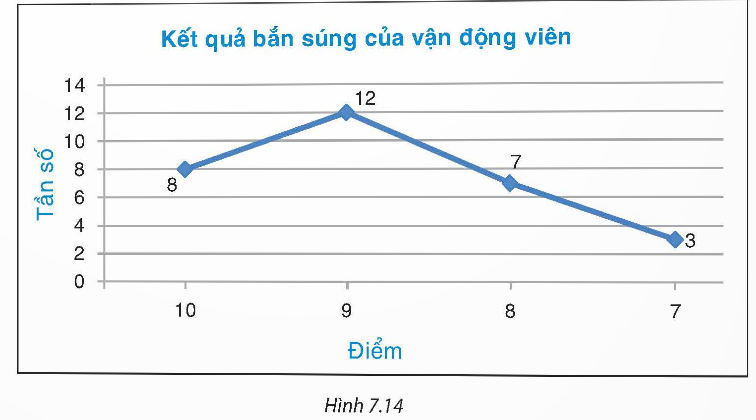 Kết quả bắn súng của vận động viên
14
12
10
8
6
4
2
0
Tần số
8
12
7
3
10 9 8 7
Điểm
Hình 7.14